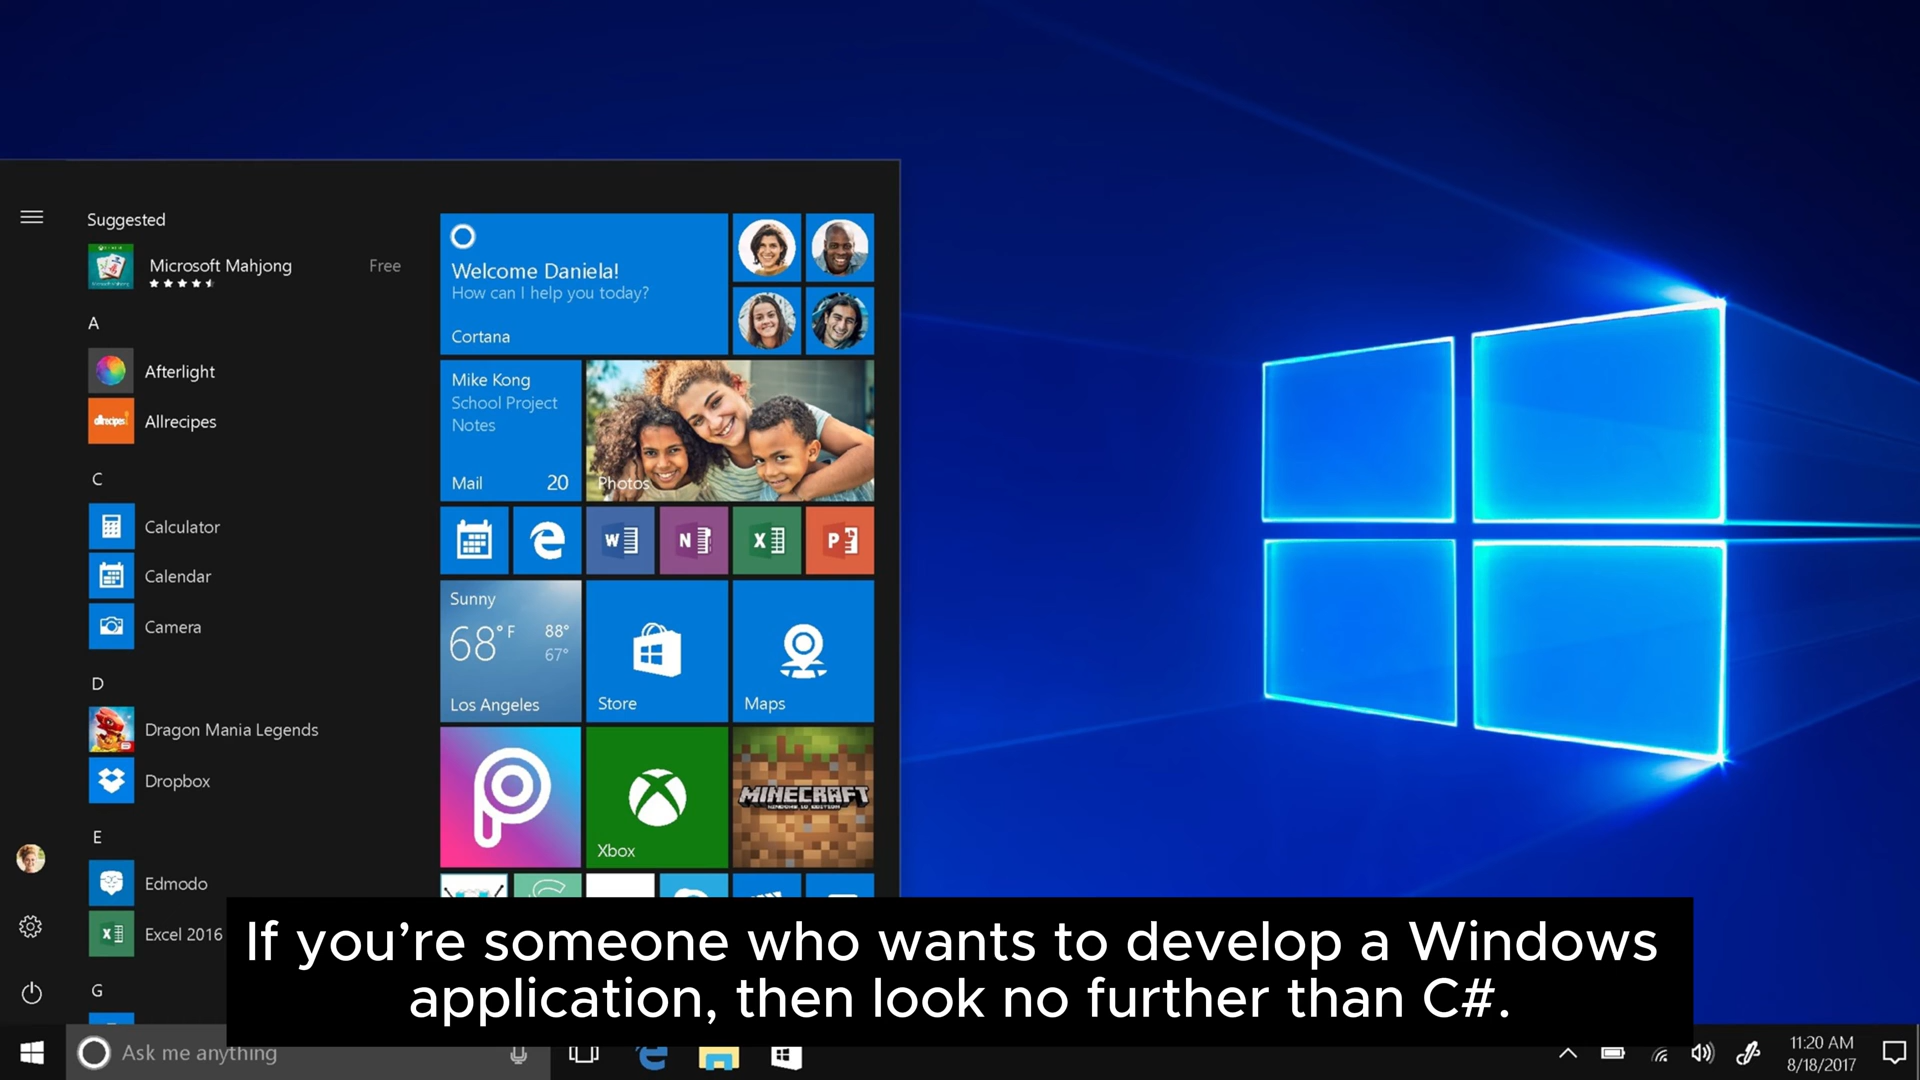 Suggested
Microsoft Mahjong Free
A
Afterlight
Allrecipes
C
Calculator
Calendar
Camera
D
Dragon Mania Legends
Dropbox
E
Edmodo
Excel 2016
G
Welcome Daniela!
How can I help you today?
Cortana
Mike Kong
School Project
Notes
Mail 20
Photos
Sunny
68°F 88°
67°
Los Angeles
Store
Maps
Xbox
MINECRAFT
WINDOWS 10 EDITION
If you’re someone who wants to develop a Windows
application, then look no further than C#.
Ask me anything
11:20 AM
8/18/2017